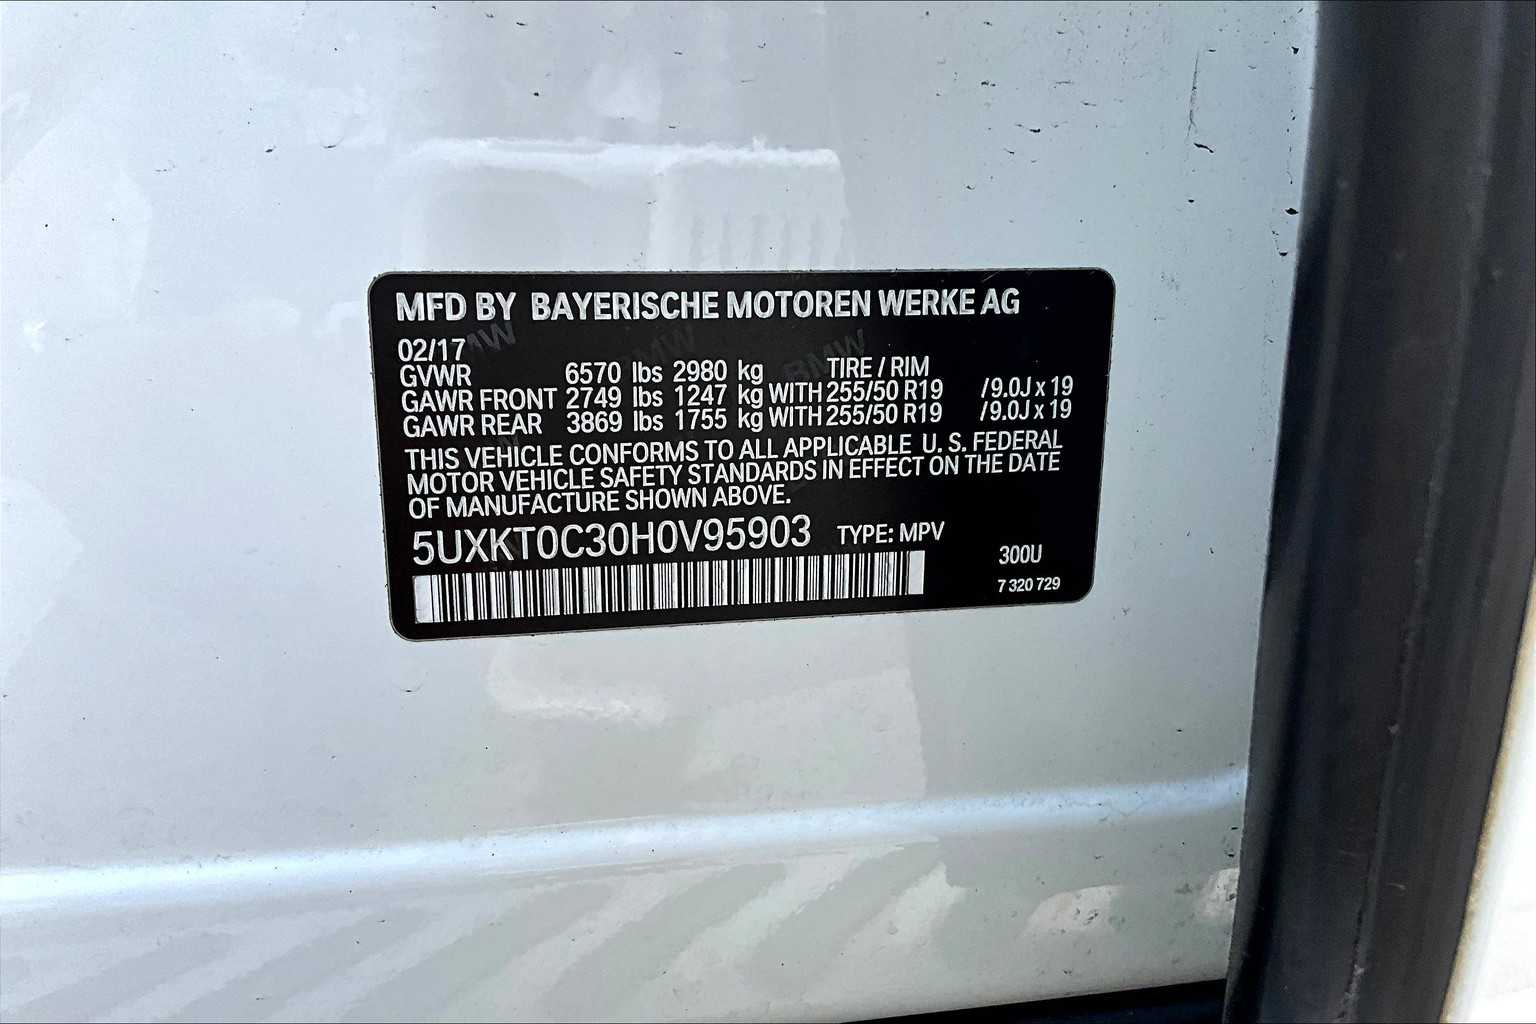 MFD BY BAYERISCHE MOTOREN WERKE AG
02/17
GVWR 6570 lbs 2980 kg TIRE / RIM
GAWR FRONT 2749 lbs 1247 kg WITH 255/50 R19 /9.0J x 19
GAWR REAR 3869 lbs 1755 kg WITH 255/50 R19 /9.0J x 19
THIS VEHICLE CONFORMS TO ALL APPLICABLE U. S. FEDERAL
MOTOR VEHICLE SAFETY STANDARDS IN EFFECT ON THE DATE
OF MANUFACTURE SHOWN ABOVE.
5UXKT0C30H0V95903 TYPE: MPV
300U
7 320 729